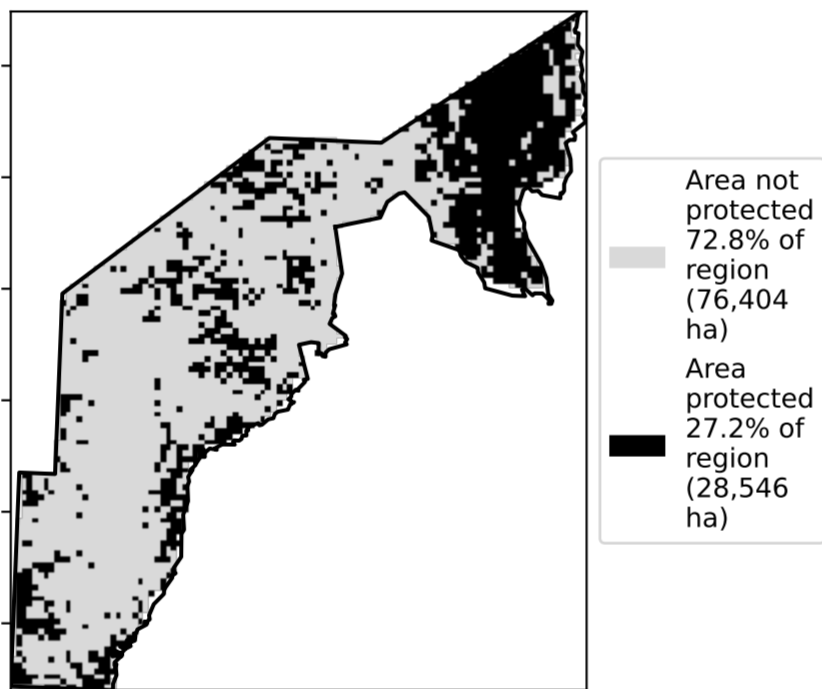 Area not
protected
72.8% of
region
(76,404
ha)
Area
protected
27.2% of
region
(28,546
ha)